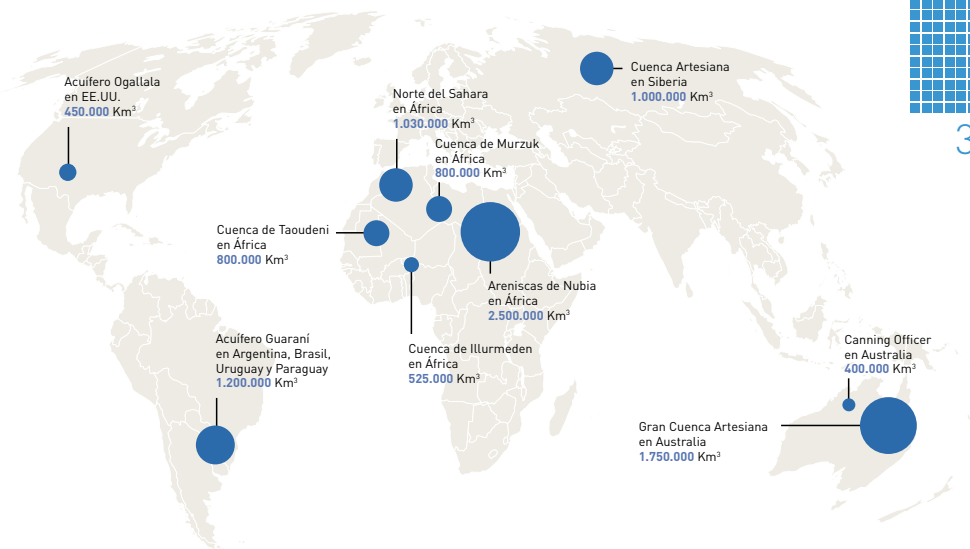 Acuífero Ogallala
en EE.UU.
450.000 Km³
Norte del Sahara
en África
1.030.000 Km³
Cuenca de Murzuk
en África
800.000 Km³
Cuenca Artesiana
en Siberia
1.000.000 Km³
3
Cuenca de Taoudeni
en África
800.000 Km³
Areniscas de Nubia
en África
2.500.000 Km³
Acuífero Guaraní
en Argentina, Brasil,
Uruguay y Paraguay
1.200.000 Km³
Cuenca de Illurmeden
en África
525.000 Km³
Canning Officer
en Australia
400.000 Km³
Gran Cuenca Artesiana
en Australia
1.750.000 Km³